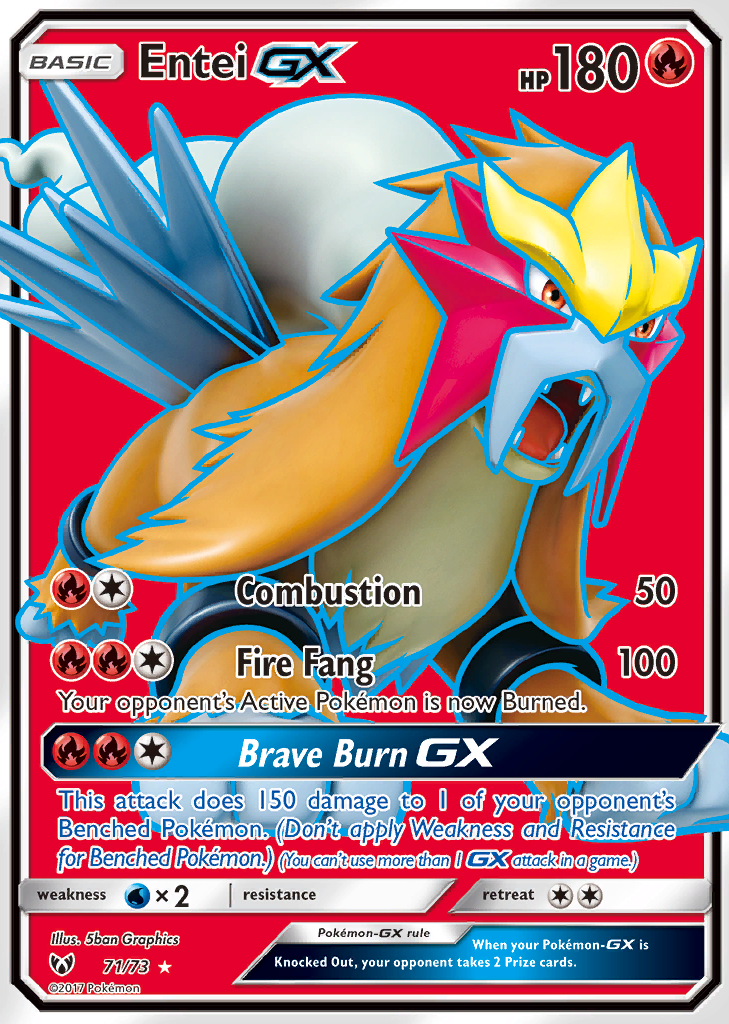 BASIC Entei GX HP 180
Combustion 50
Fire Fang 100
Your opponent's Active Pokémon is now Burned.
Brave Burn GX
This attack does 150 damage to 1 of your opponent's
Benched Pokémon. (Don't apply Weakness and Resistance
for Benched Pokémon.) (You can't use more than 1 GX attack in a game.)
weakness ×2 resistance retreat
Illus. 5ban Graphics
71/73 ★
©2017 Pokémon
Pokémon-GX rule
When your Pokémon-GX is
Knocked Out, your opponent takes 2 Prize cards.